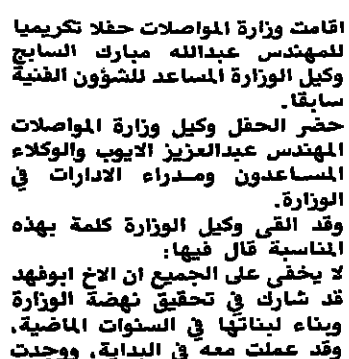 اقامت وزارة المواصلات حفلا تكريميا
للمهندس عبدالله مبارك السابج
وكيل الوزارة المساعد للشؤون الفنية
سابقا.
حضر الحفل وكيل وزارة المواصلات
المهندس عبدالعزيز الايوب والوكلاء
المساعدون ومدراء الادارات في
الوزارة.
وقد القى وكيل الوزارة كلمة بهذه
المناسبة قال فيها:
لا يخفى على الجميع ان الاخ ابوفهد
قد شارك في تحقيق نهضة الوزارة
وبناء لبناتها في السنوات الماضية،
وقد عملت معه في البداية، ووجدت